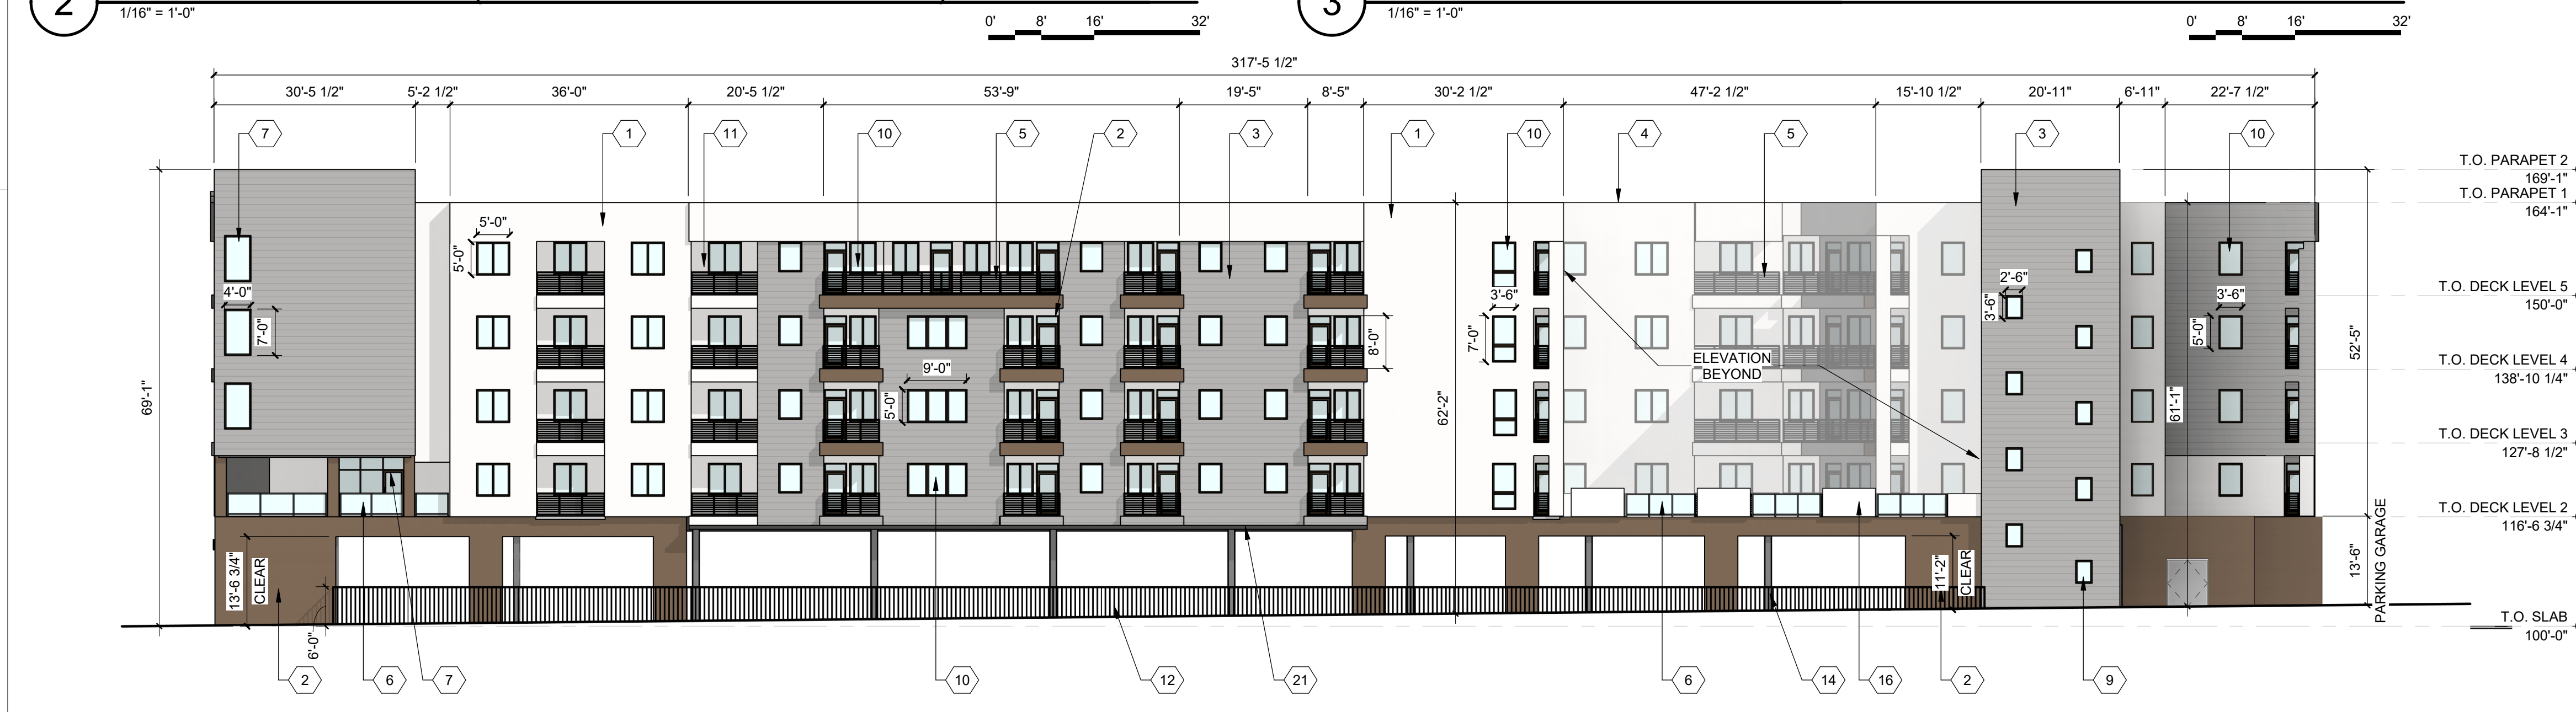 2
1/16" = 1'-0"
0' 8' 16' 32'
3
1/16" = 1'-0"
0' 8' 16' 32'
317'-5 1/2"
30'-5 1/2" 5'-2 1/2" 36'-0" 20'-5 1/2" 53'-9" 19'-5" 8'-5" 30'-2 1/2" 47'-2 1/2" 15'-10 1/2" 20'-11" 6'-11" 22'-7 1/2"
7 1 11 10 5 2 3 1 10 4 5 3 10
T.O. PARAPET 2
169'-1"
T.O. PARAPET 1
164'-1"
5'-0"
5'-0"
4'-0"
7'-0"
69'-1"
9'-0"
5'-0"
8'-0"
3'-6"
7'-0"
62'-2"
ELEVATION
BEYOND
2'-6"
3'-6"
3'-6"
5'-0"
61'-1"
52'-5"
T.O. DECK LEVEL 5
150'-0"
T.O. DECK LEVEL 4
138'-10 1/4"
T.O. DECK LEVEL 3
127'-8 1/2"
T.O. DECK LEVEL 2
116'-6 3/4"
13'-6 3/4"
CLEAR
6'-0"
11'-2"
CLEAR
13'-6"
PARKING GARAGE
T.O. SLAB
100'-0"
2 6 7 10 12 21 6 14 16 2 9